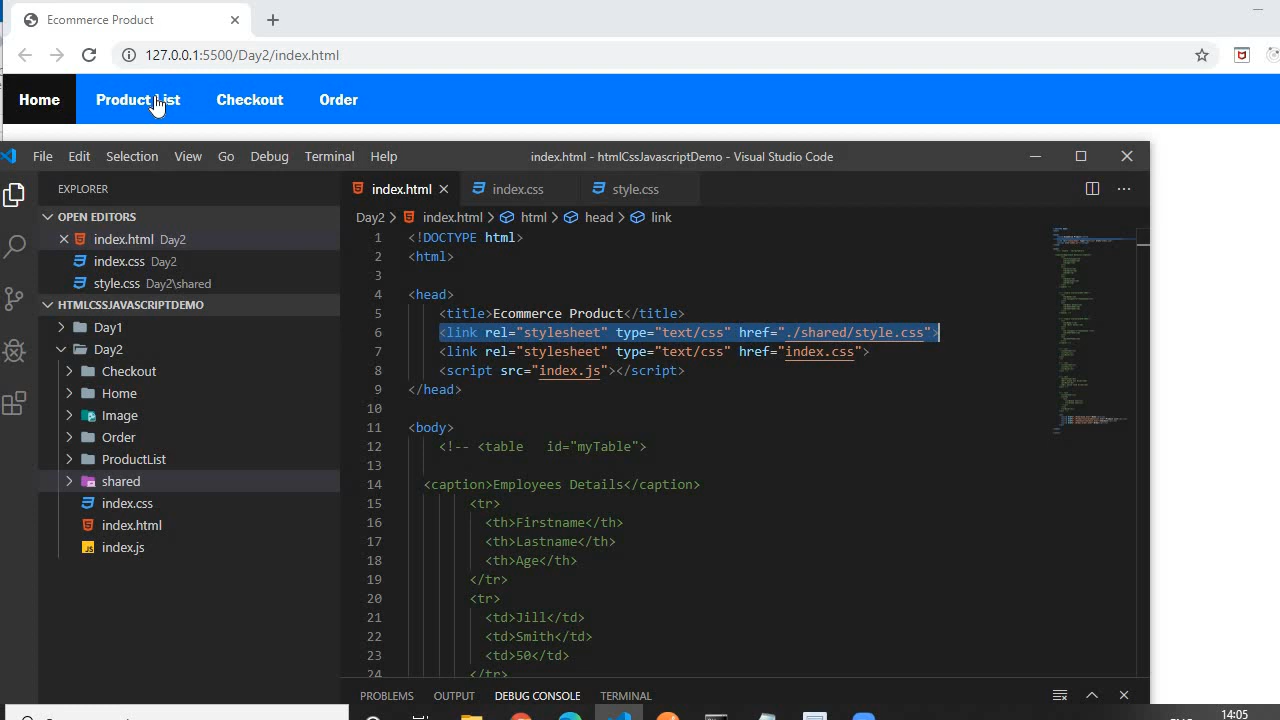 Ecommerce Product
127.0.0.1:5500/Day2/index.html
Home Product List Checkout Order
File Edit Selection View Go Debug Terminal Help index.html - htmlCssJavascriptDemo - Visual Studio Code
EXPLORER
index.html index.css style.css
OPEN EDITORS
Day2 > index.html > html > head > link
index.html Day2
index.css Day2
style.css Day2\shared
HTMLCSSJAVASCRIPTDEMO
Day1
Day2
Checkout
Home
Image
Order
ProductList
shared
index.css
index.html
index.js
1 <!DOCTYPE html>
2 <html>
3
4 <head>
5 <title>Ecommerce Product</title>
6 <link rel="stylesheet" type="text/css" href="./shared/style.css">
7 <link rel="stylesheet" type="text/css" href="index.css">
8 <script src="index.js"></script>
9 </head>
10
11 <body>
12 <!-- <table id="myTable">
13
14 <caption>Employees Details</caption>
15 <tr>
16 <th>Firstname</th>
17 <th>Lastname</th>
18 <th>Age</th>
19 </tr>
20 <tr>
21 <td>Jill</td>
22 <td>Smith</td>
23 <td>50</td>
24 </tr>
PROBLEMS OUTPUT DEBUG CONSOLE TERMINAL
14:05